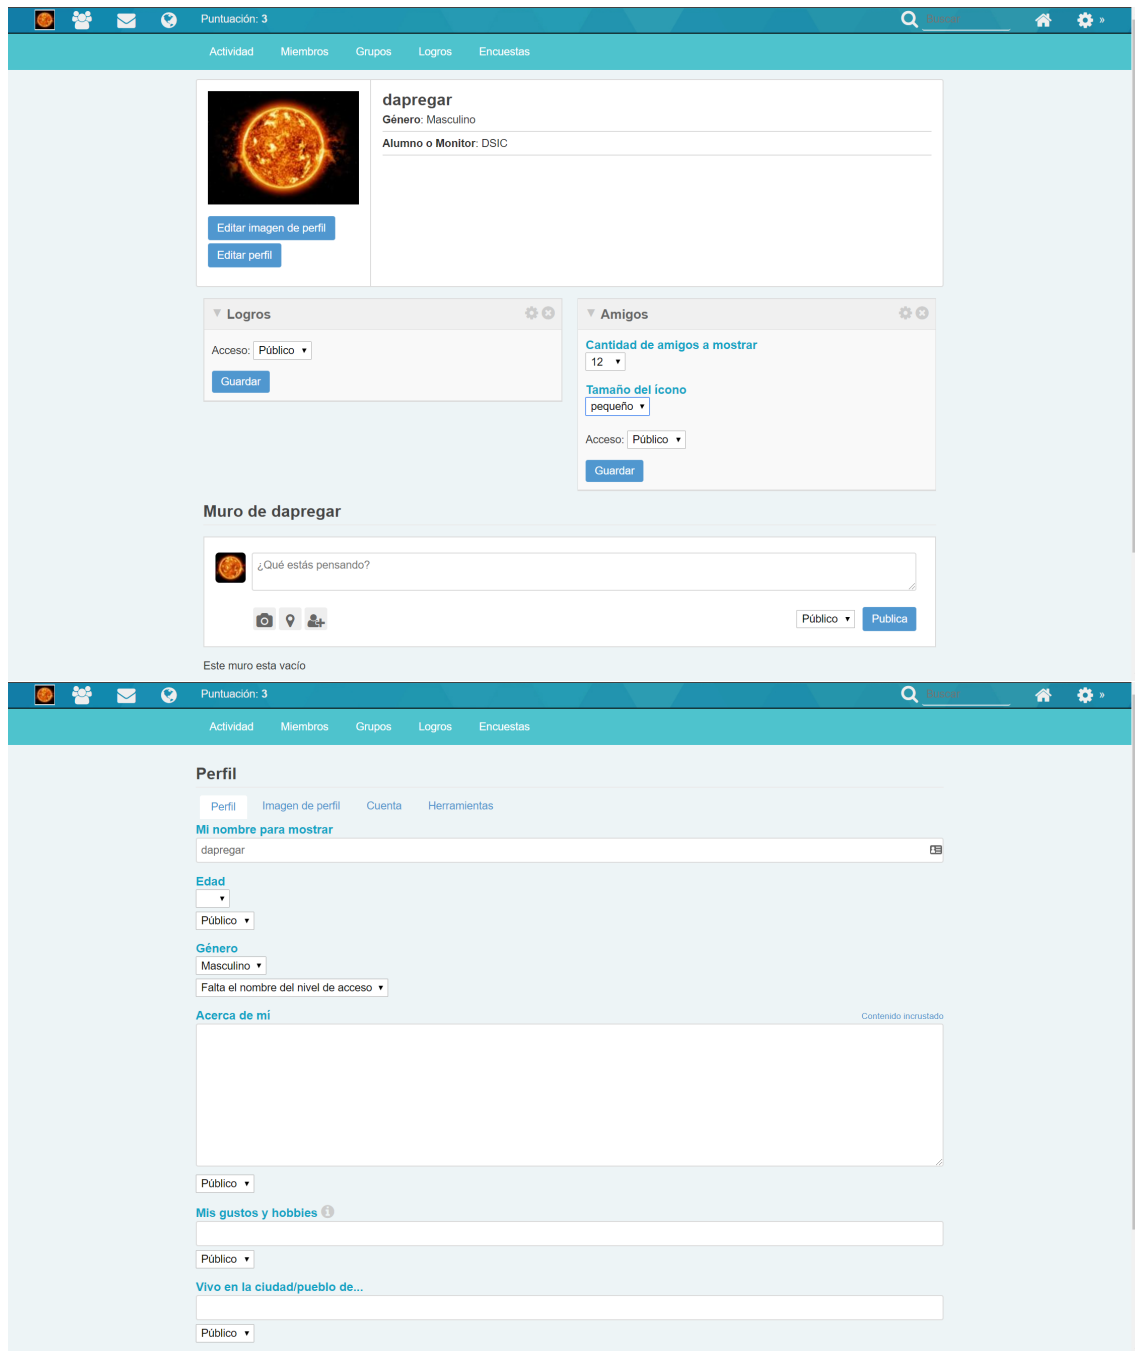 Puntuación: 3
Actividad Miembros Grupos Logros Encuestas
dapregar
Género: Masculino
Alumno o Monitor: DSIC
Editar imagen de perfil
Editar perfil
Logros
Acceso: Público
Guardar
Amigos
Cantidad de amigos a mostrar
12
Tamaño del ícono
pequeño
Acceso: Público
Guardar
Muro de dapregar
¿Qué estás pensando?
Público Publica
Este muro esta vacío
Puntuación: 3
Actividad Miembros Grupos Logros Encuestas
Perfil
Perfil Imagen de perfil Cuenta Herramientas
Mi nombre para mostrar
dapregar
Edad
Público
Género
Masculino
Falta el nombre del nivel de acceso
Acerca de mí Contenido incrustado
Público
Mis gustos y hobbies
Público
Vivo en la ciudad/pueblo de...
Público